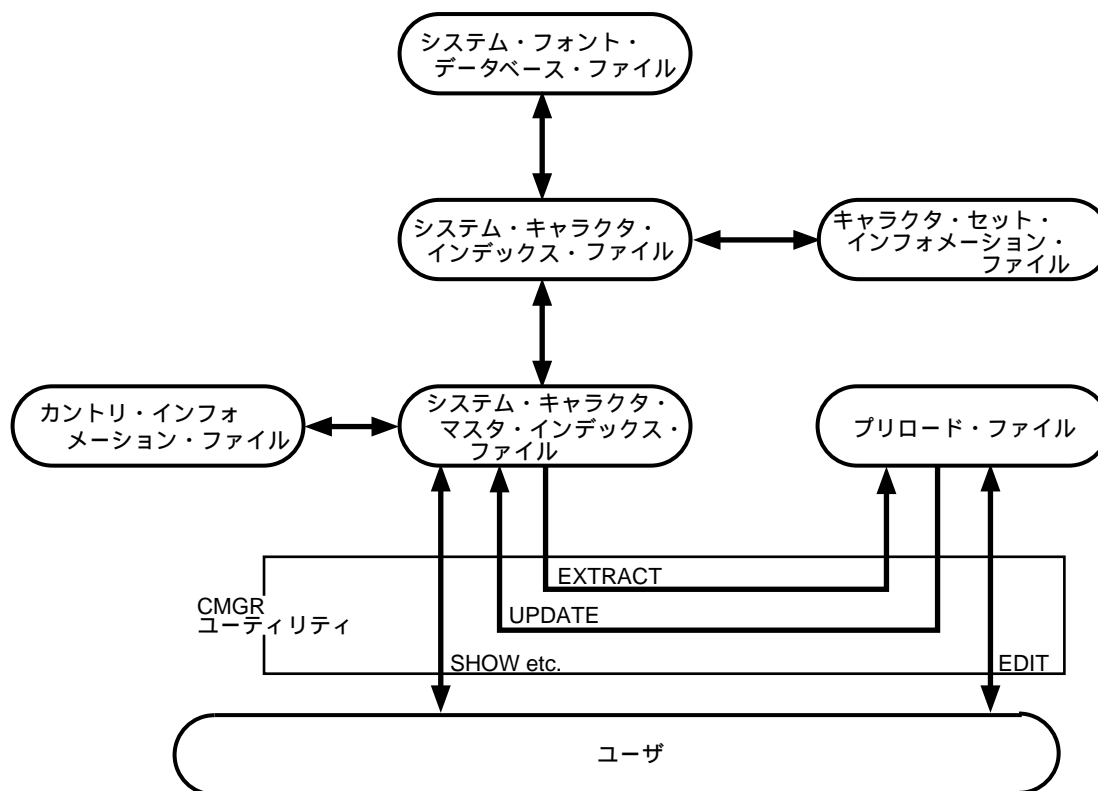 システム・フォント・
データベース・ファイル
システム・キャラクタ・
インデックス・ファイル
キャラクタ・セット・
インフォメーション・
ファイル
カントリ・インフォ
メーション・ファイル
システム・キャラクタ・
マスタ・インデックス・
ファイル
プリロード・ファイル
EXTRACT
CMGR
ユーティリティ
UPDATE
SHOW etc.
EDIT
ユーザ